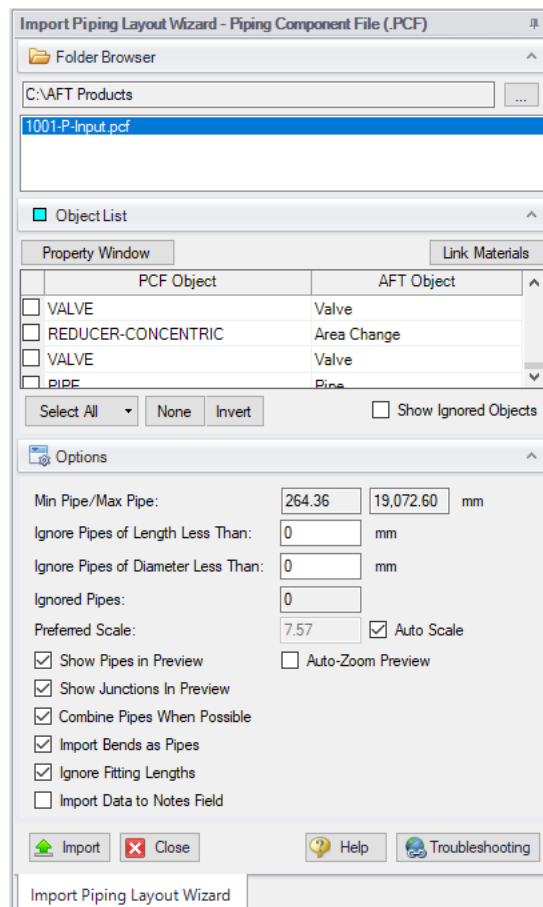 Import Piping Layout Wizard - Piping Component File (.PCF)
Folder Browser
C:\AFT Products
...
1001-P-Input.pcf
Object List
Property Window Link Materials
PCF Object AFT Object
VALVE Valve
REDUCER-CONCENTRIC Area Change
VALVE Valve
PIPE Pipe
Select All None Invert Show Ignored Objects
Options
Min Pipe/Max Pipe: 264.36 19,072.60 mm
Ignore Pipes of Length Less Than: 0 mm
Ignore Pipes of Diameter Less Than: 0 mm
Ignored Pipes: 0
Preferred Scale: 7.57 Auto Scale
Show Pipes in Preview Auto-Zoom Preview
Show Junctions In Preview
Combine Pipes When Possible
Import Bends as Pipes
Ignore Fitting Lengths
Import Data to Notes Field
Import Close Help Troubleshooting
Import Piping Layout Wizard